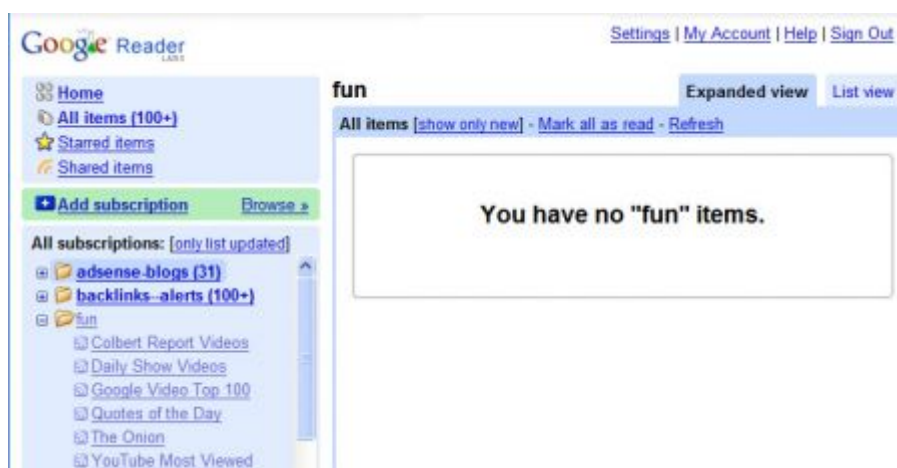 Google Reader
LABS
Settings | My Account | Help | Sign Out
Home
All items (100+)
Starred items
Shared items
Add subscription Browse »
All subscriptions: [only list updated]
adsense-blogs (31)
backlinks--alerts (100+)
fun
Colbert Report Videos
Daily Show Videos
Google Video Top 100
Quotes of the Day
The Onion
YouTube Most Viewed
fun
Expanded view List view
All items [show only new] - Mark all as read - Refresh
You have no "fun" items.